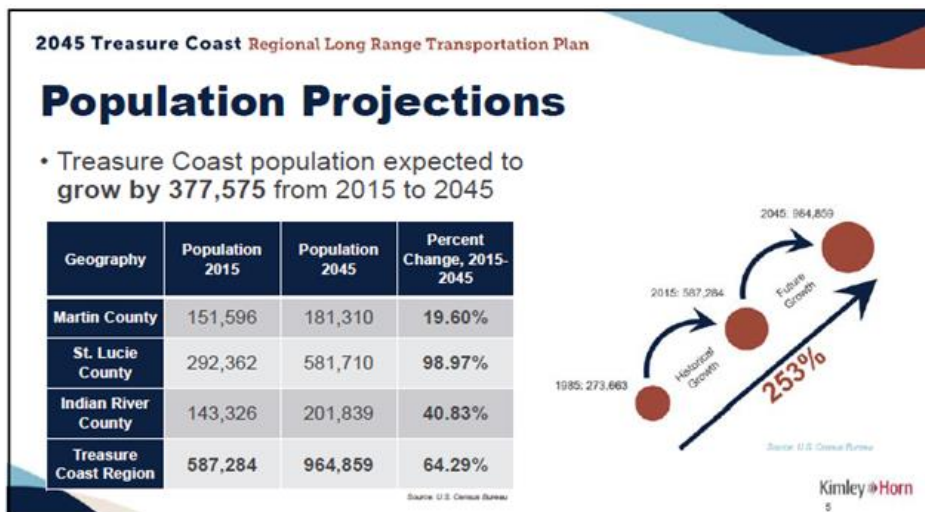 2045 Treasure Coast Regional Long Range Transportation Plan
Population Projections
• Treasure Coast population expected to
grow by 377,575 from 2015 to 2045
Geography
Population
2015
Population
2045
Percent
Change, 2015-
2045
Martin County 151,596 181,310 19.60%
St. Lucie
County 292,362 581,710 98.97%
Indian River
County 143,326 201,839 40.83%
Treasure
Coast Region 587,284 964,859 64.29%
Source: U.S. Census Bureau
2045: 964,859
Future
Growth
2015: 587,284
Historical
Growth
1985: 273,663
253%
Source: U.S. Census Bureau
Kimley»Horn
5